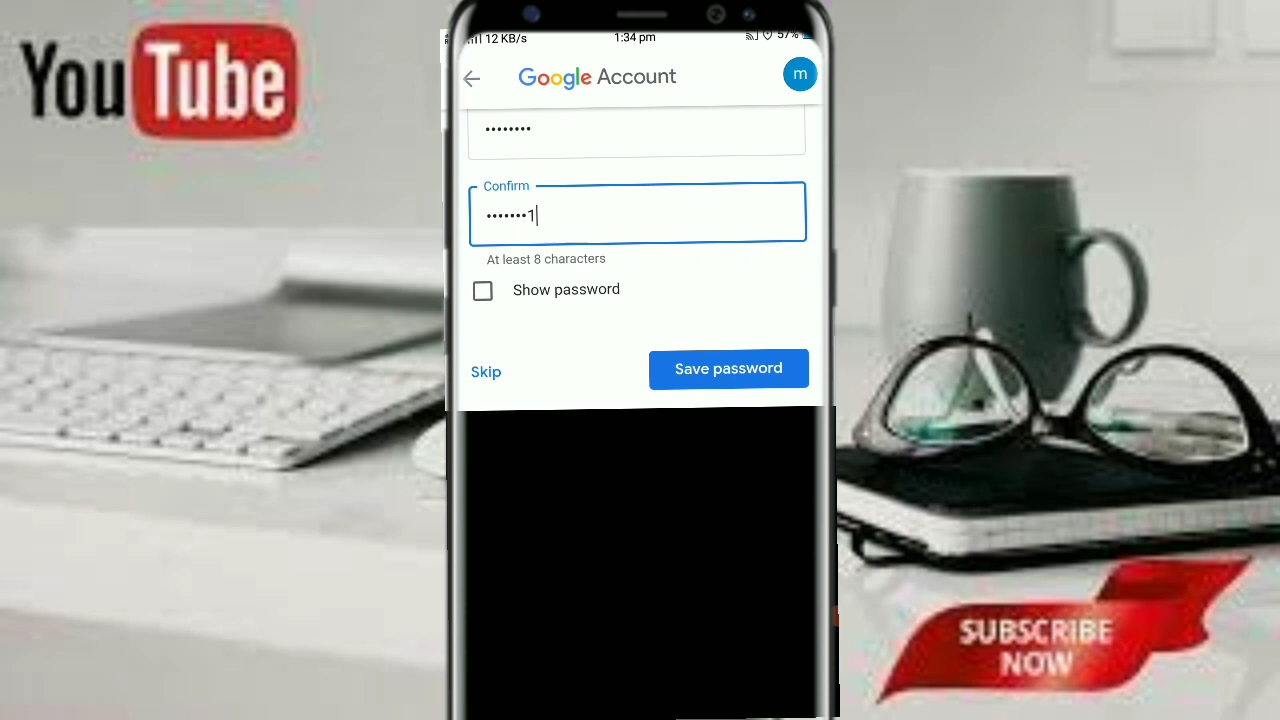 YouTube
12 KB/s
1:34 pm
57%
Google Account
m
••••••••
Confirm
•••••••1
At least 8 characters
Show password
Skip
Save password
SUBSCRIBE
NOW